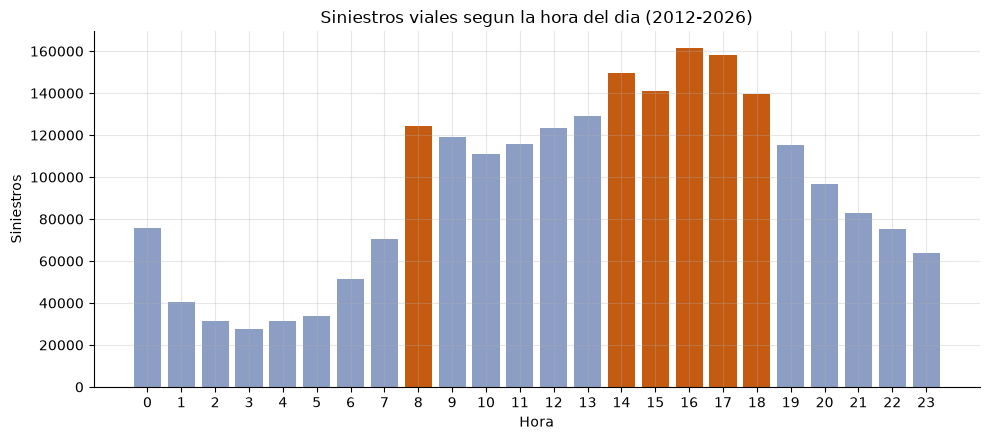 Siniestros viales segun la hora del dia (2012-2026)
Siniestros
160000
140000
120000
100000
80000
60000
40000
20000
0
0 1 2 3 4 5 6 7 8 9 10 11 12 13 14 15 16 17 18 19 20 21 22 23
Hora